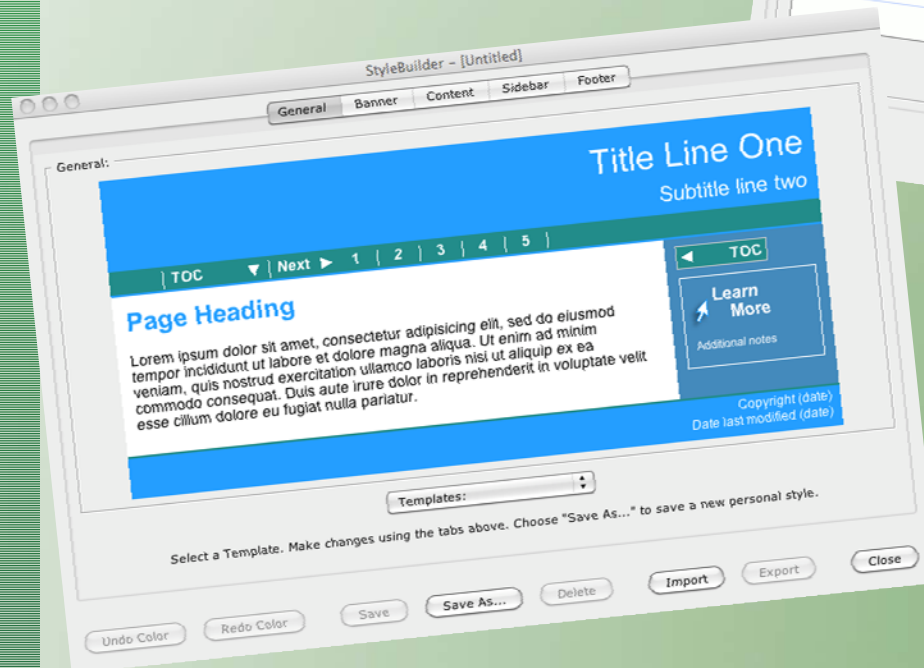 StyleBuilder – [Untitled]
General Banner Content Sidebar Footer
General:
Title Line One
Subtitle line two
TOC ▼ | Next ► 1 | 2 | 3 | 4 | 5 |
◄ TOC
Page Heading
Lorem ipsum dolor sit amet, consectetur adipisicing elit, sed do eiusmod
tempor incididunt ut labore et dolore magna aliqua. Ut enim ad minim
veniam, quis nostrud exercitation ullamco laboris nisi ut aliquip ex ea
commodo consequat. Duis aute irure dolor in reprehenderit in voluptate velit
esse cillum dolore eu fugiat nulla pariatur.
Learn
More
Additional notes
Copyright (date)
Date last modified (date)
Templates:
Select a Template. Make changes using the tabs above. Choose "Save As..." to save a new personal style.
Undo Color Redo Color Save Save As... Delete Import Export Close